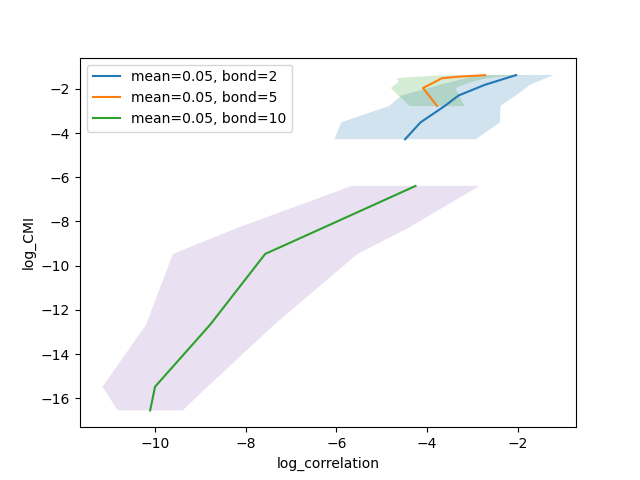 mean=0.05, bond=2
mean=0.05, bond=5
mean=0.05, bond=10
−2
−4
−6
−8
−10
−12
−14
−16
log_CMI
−10
−8
−6
−4
−2
log_correlation